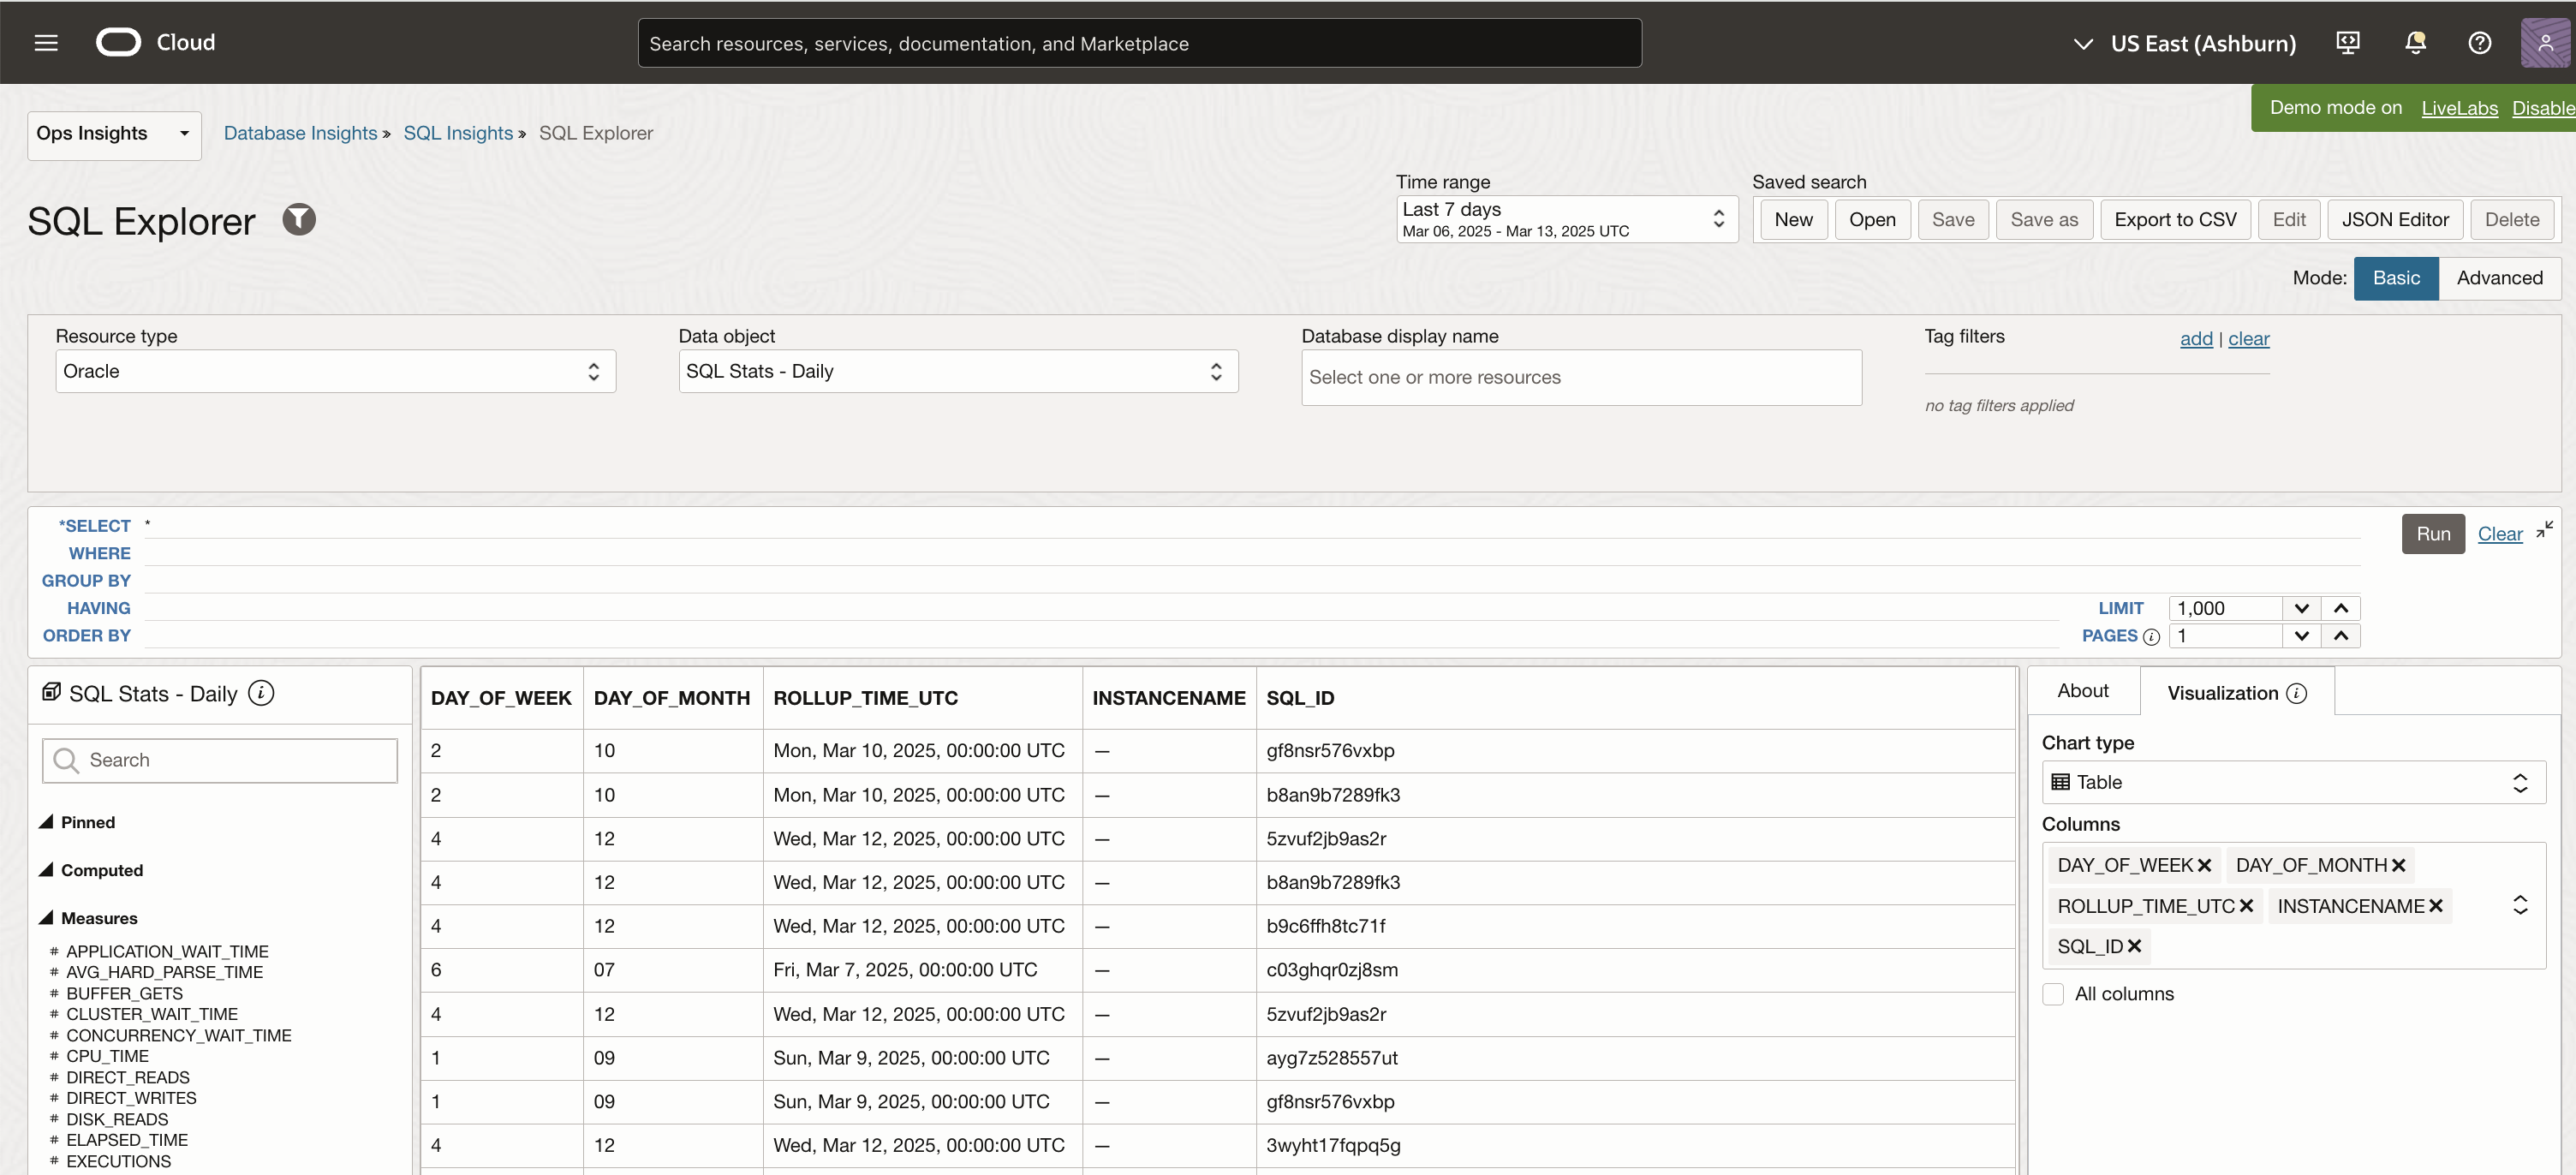 Cloud
Search resources, services, documentation, and Marketplace
US East (Ashburn)
Demo mode on LiveLabs Disable
Ops Insights
Database Insights » SQL Insights » SQL Explorer
SQL Explorer
Time range
Last 7 days
Mar 06, 2025 - Mar 13, 2025 UTC
Saved search
New Open Save Save as Export to CSV Edit JSON Editor Delete
Mode: Basic Advanced
Resource type
Oracle
Data object
SQL Stats - Daily
Database display name
Select one or more resources
Tag filters add | clear
no tag filters applied
*SELECT *
WHERE
GROUP BY
HAVING
ORDER BY
Run Clear
LIMIT 1,000
PAGES 1
SQL Stats - Daily
Search
Pinned
Computed
Measures
# APPLICATION_WAIT_TIME
# AVG_HARD_PARSE_TIME
# BUFFER_GETS
# CLUSTER_WAIT_TIME
# CONCURRENCY_WAIT_TIME
# CPU_TIME
# DIRECT_READS
# DIRECT_WRITES
# DISK_READS
# ELAPSED_TIME
# EXECUTIONS
DAY_OF_WEEK DAY_OF_MONTH ROLLUP_TIME_UTC INSTANCENAME SQL_ID
2 10 Mon, Mar 10, 2025, 00:00:00 UTC — gf8nsr576vxbp
2 10 Mon, Mar 10, 2025, 00:00:00 UTC — b8an9b7289fk3
4 12 Wed, Mar 12, 2025, 00:00:00 UTC — 5zvuf2jb9as2r
4 12 Wed, Mar 12, 2025, 00:00:00 UTC — b8an9b7289fk3
4 12 Wed, Mar 12, 2025, 00:00:00 UTC — b9c6ffh8tc71f
6 07 Fri, Mar 7, 2025, 00:00:00 UTC — c03ghqr0zj8sm
4 12 Wed, Mar 12, 2025, 00:00:00 UTC — 5zvuf2jb9as2r
1 09 Sun, Mar 9, 2025, 00:00:00 UTC — ayg7z528557ut
1 09 Sun, Mar 9, 2025, 00:00:00 UTC — gf8nsr576vxbp
4 12 Wed, Mar 12, 2025, 00:00:00 UTC — 3wyht17fqpq5g
About Visualization
Chart type
Table
Columns
DAY_OF_WEEK DAY_OF_MONTH
ROLLUP_TIME_UTC INSTANCENAME
SQL_ID
All columns